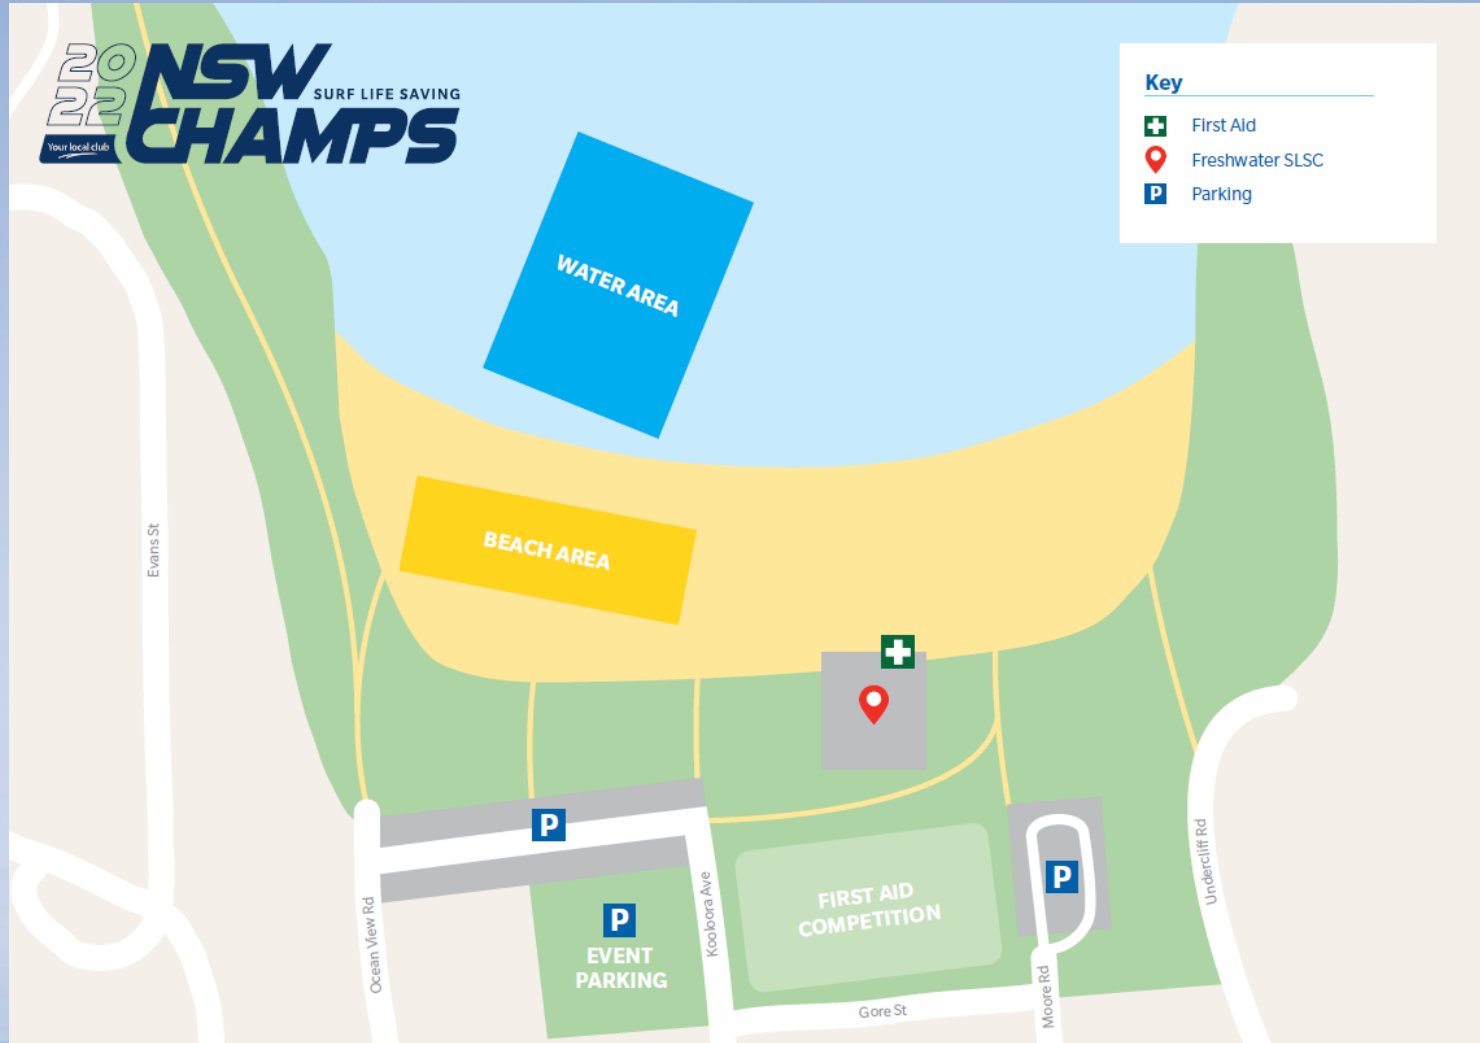 2022
NSW
SURF LIFE SAVING
CHAMPS
Your local club
Key
First Aid
Freshwater SLSC
P Parking
WATER AREA
BEACH AREA
Evans St
P
P
EVENT
PARKING
FIRST AID
COMPETITION
P
Ocean View Rd
Kooloora Ave
Undercliff Rd
Gore St
Moore Rd